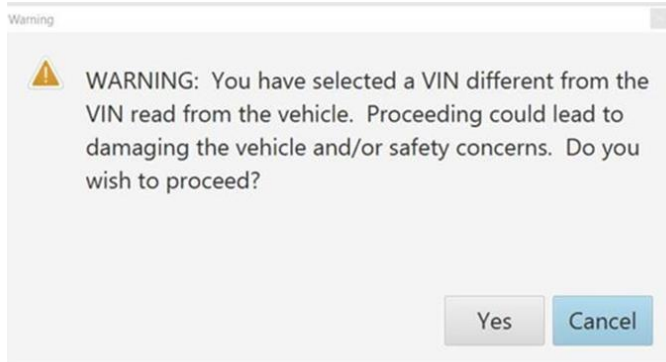 Warning
WARNING: You have selected a VIN different from the
VIN read from the vehicle. Proceeding could lead to
damaging the vehicle and/or safety concerns. Do you
wish to proceed?
Yes
Cancel